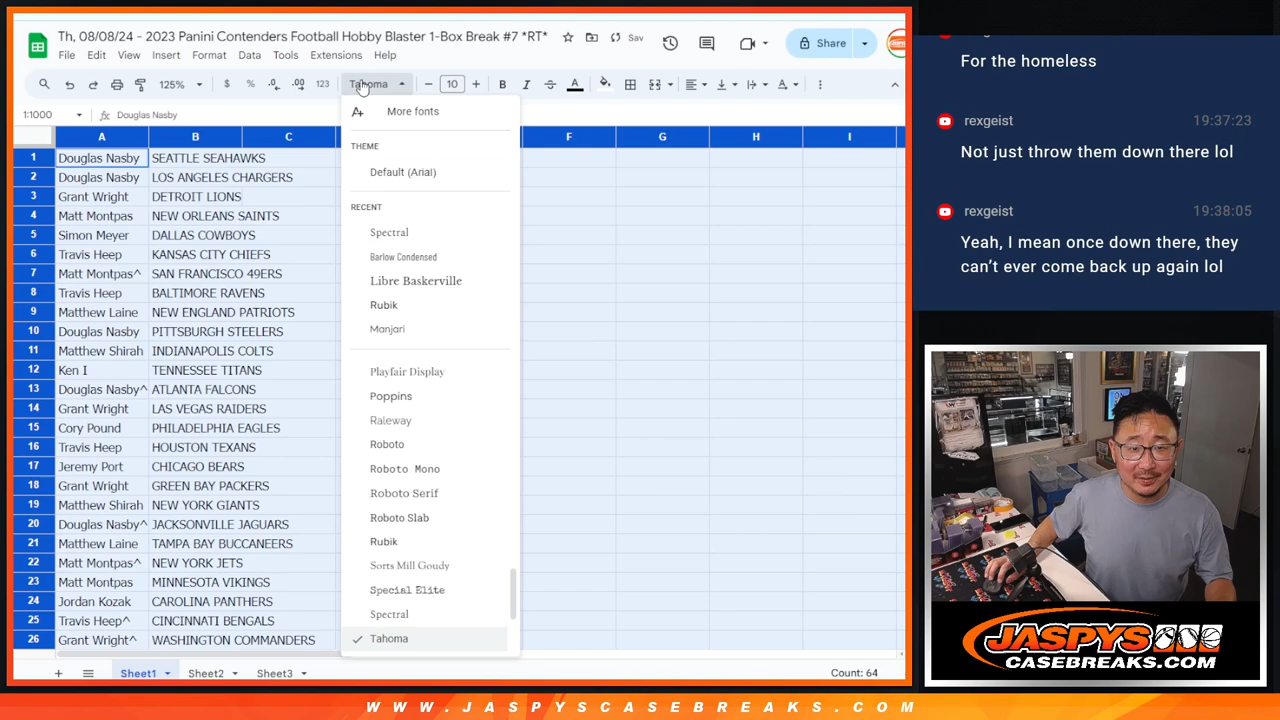 Th, 08/08/24 - 2023 Panini Contenders Football Hobby Blaster 1-Box Break #7 *RT*
Sav
Share
File Edit View Insert Format Data Tools Extensions Help
125% $ % .0 .00 123 Tahoma − 10 + B I S A
1:1000 fx Douglas Nasby
A B C F G H I
1 Douglas Nasby SEATTLE SEAHAWKS
2 Douglas Nasby LOS ANGELES CHARGERS
3 Grant Wright DETROIT LIONS
4 Matt Montpas NEW ORLEANS SAINTS
5 Simon Meyer DALLAS COWBOYS
6 Travis Heep KANSAS CITY CHIEFS
7 Matt Montpas^ SAN FRANCISCO 49ERS
8 Travis Heep BALTIMORE RAVENS
9 Matthew Laine NEW ENGLAND PATRIOTS
10 Douglas Nasby PITTSBURGH STEELERS
11 Matthew Shirah INDIANAPOLIS COLTS
12 Ken I TENNESSEE TITANS
13 Douglas Nasby^ ATLANTA FALCONS
14 Grant Wright LAS VEGAS RAIDERS
15 Cory Pound PHILADELPHIA EAGLES
16 Travis Heep HOUSTON TEXANS
17 Jeremy Port CHICAGO BEARS
18 Grant Wright GREEN BAY PACKERS
19 Matthew Shirah NEW YORK GIANTS
20 Douglas Nasby^ JACKSONVILLE JAGUARS
21 Matthew Laine TAMPA BAY BUCCANEERS
22 Matt Montpas^ NEW YORK JETS
23 Matt Montpas MINNESOTA VIKINGS
24 Jordan Kozak CAROLINA PANTHERS
25 Travis Heep^ CINCINNATI BENGALS
26 Grant Wright^ WASHINGTON COMMANDERS
More fonts
THEME
Default (Arial)
RECENT
Spectral
Barlow Condensed
Libre Baskerville
Rubik
Manjari
Playfair Display
Poppins
Raleway
Roboto
Roboto Mono
Roboto Serif
Roboto Slab
Rubik
Sorts Mill Goudy
Special Elite
Spectral
Tahoma
Sheet1 Sheet2 Sheet3 Count: 64
For the homeless
rexgeist 19:37:23
Not just throw them down there lol
rexgeist 19:38:05
Yeah, I mean once down there, they
can't ever come back up again lol
JASPYS
CASEBREAKS.COM
WWW.JASPYSCASEBREAKS.COM